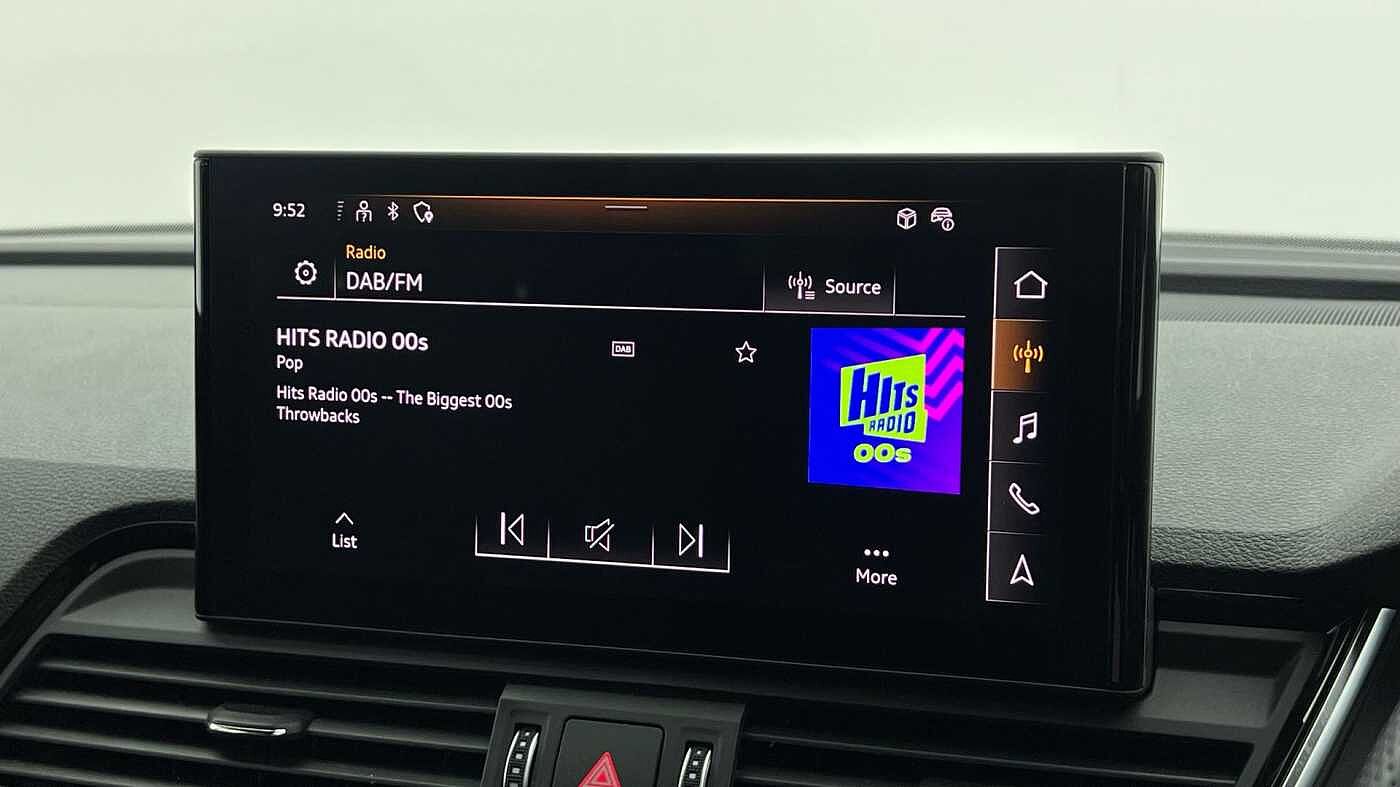 9:52
Radio
DAB/FM
Source
HITS RADIO 00s
DAB
Pop
Hits Radio 00s -- The Biggest 00s
Throwbacks
HITS
RADIO
00s
List
More